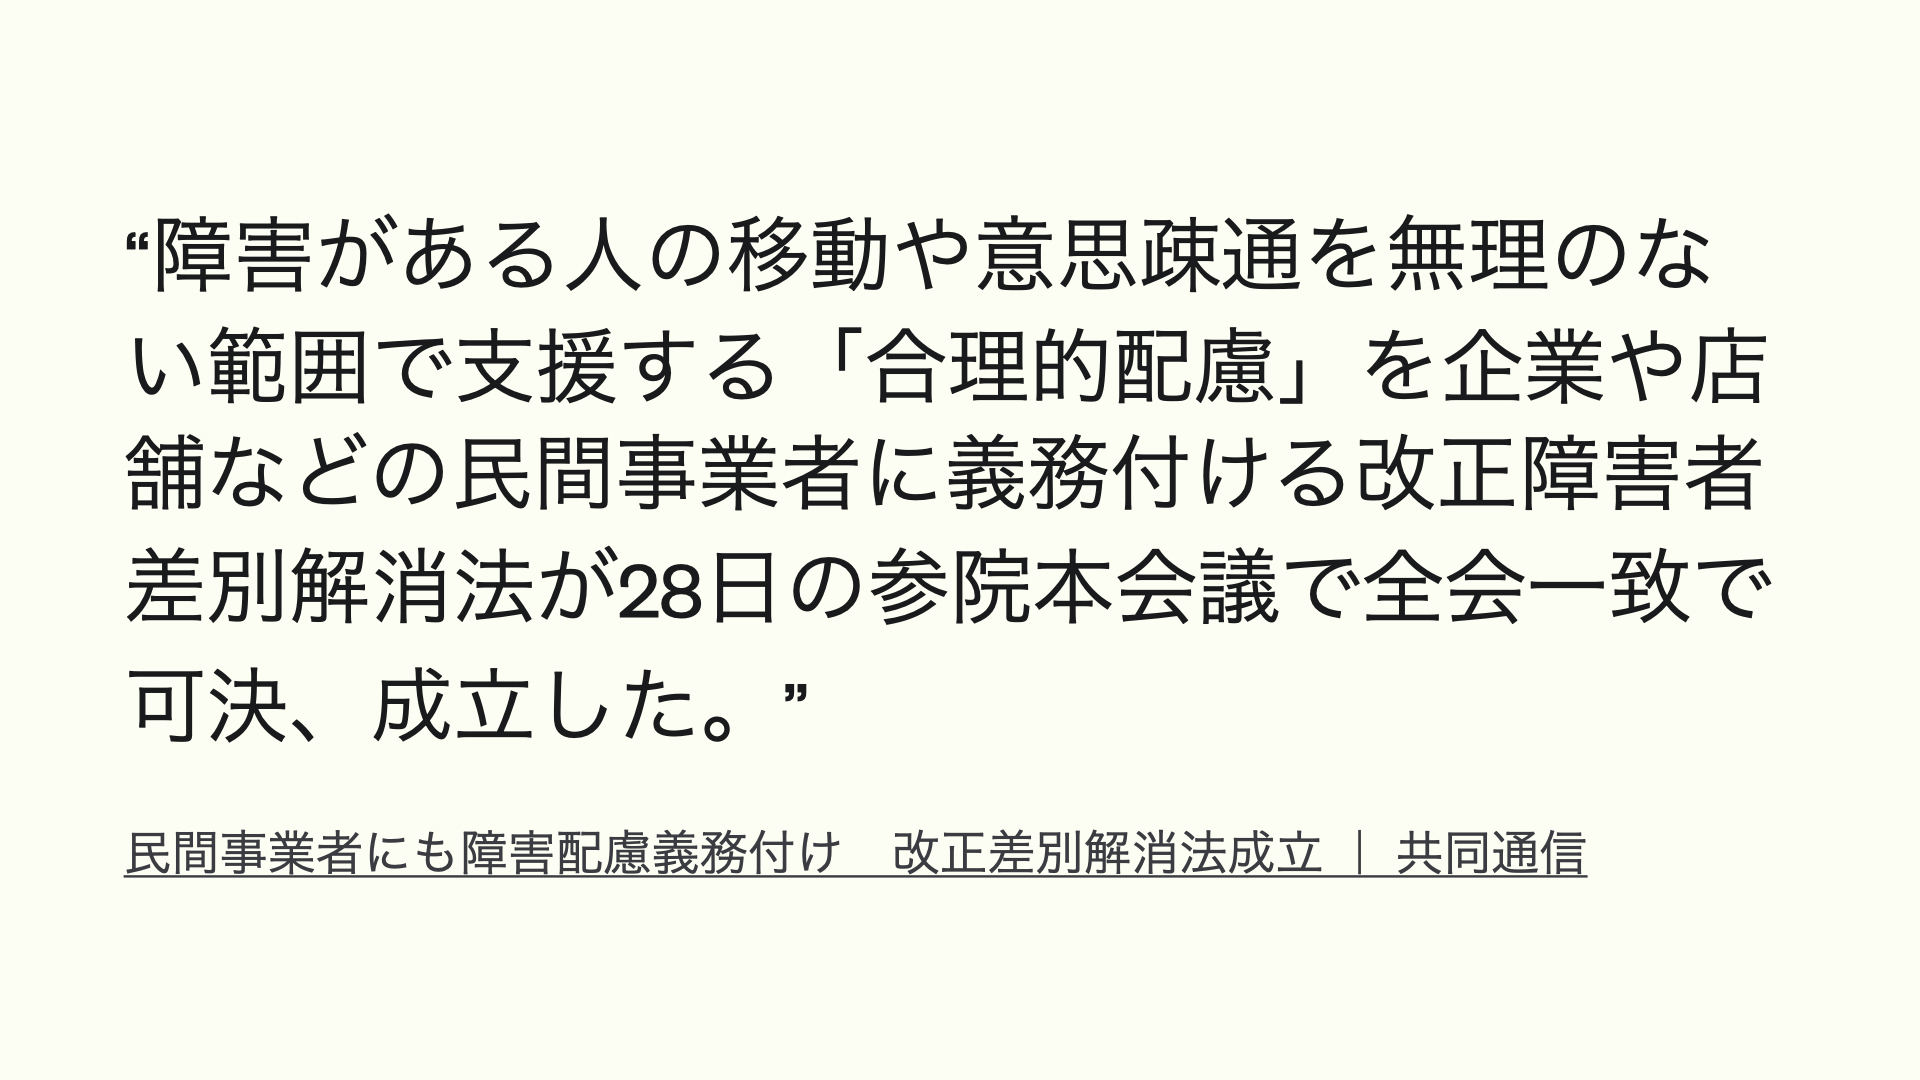 “障害がある人の移動や意思疎通を無理のな
い範囲で支援する「合理的配慮」を企業や店
舗などの民間事業者に義務付ける改正障害者
差別解消法が28日の参院本会議で全会一致で
可決、成立した。”
民間事業者にも障害配慮義務付け　改正差別解消法成立 ｜ 共同通信